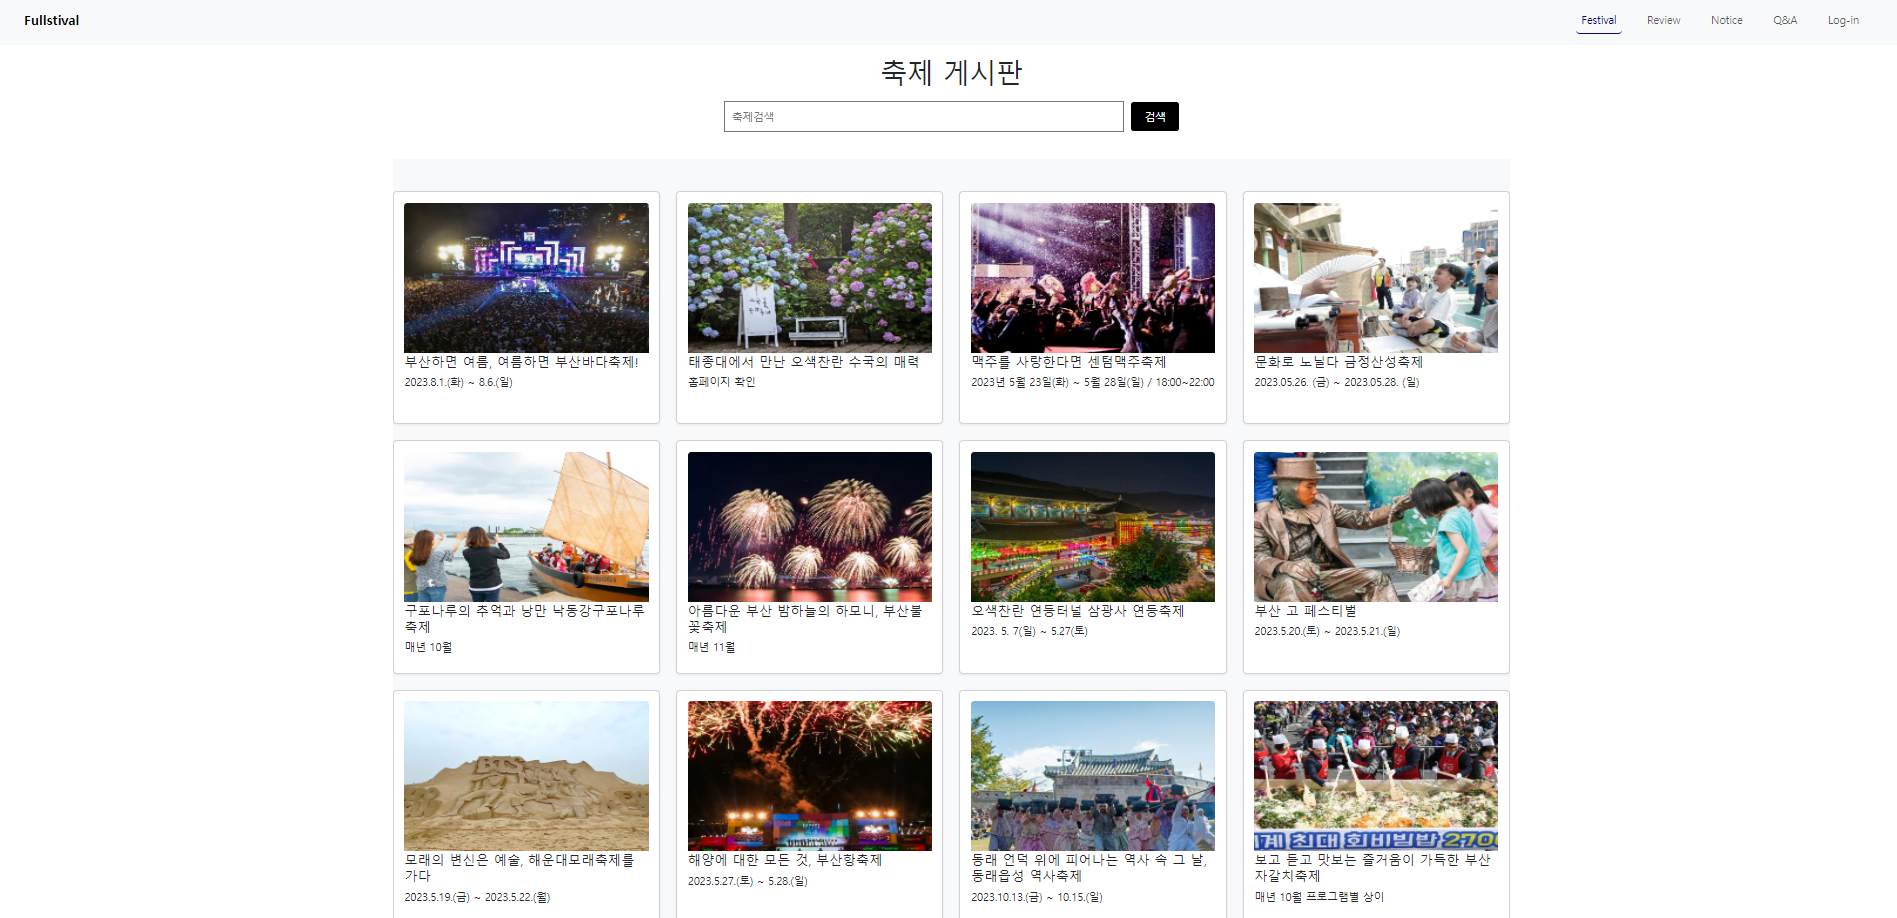 Fullstival
Festival
Review
Notice
Q&A
Log-in
축제 게시판
축제검색
검색
부산하면 여름, 여름하면 부산바다축제!
2023.8.1.(화) ~ 8.6.(일)
태종대에서 만난 오색찬란 수국의 매력
홈페이지 확인
맥주를 사랑한다면 센텀맥주축제
2023년 5월 23일(화) ~ 5월 28일(일) / 18:00~22:00
문화로 노닐다 금정산성축제
2023.05.26. (금) ~ 2023.05.28. (일)
구포나루의 추억과 낭만 낙동강구포나루
축제
매년 10월
아름다운 부산 밤하늘의 하모니, 부산불
꽃축제
매년 11월
오색찬란 연등터널 삼광사 연등축제
2023. 5. 7(일) ~ 5.27(토)
부산 고 페스티벌
2023.5.20.(토) ~ 2023.5.21.(일)
BTS
모래의 변신은 예술, 해운대모래축제를
가다
2023.5.19.(금) ~ 2023.5.22.(월)
해양에 대한 모든 것, 부산항축제
2023.5.27.(토) ~ 5.28.(일)
동래 언덕 위에 피어나는 역사 속 그 날,
동래읍성 역사축제
2023.10.13.(금) ~ 10.15.(일)
계 최대 회비빔밥 270
보고 듣고 맛보는 즐거움이 가득한 부산
자갈치축제
매년 10월 프로그램별 상이